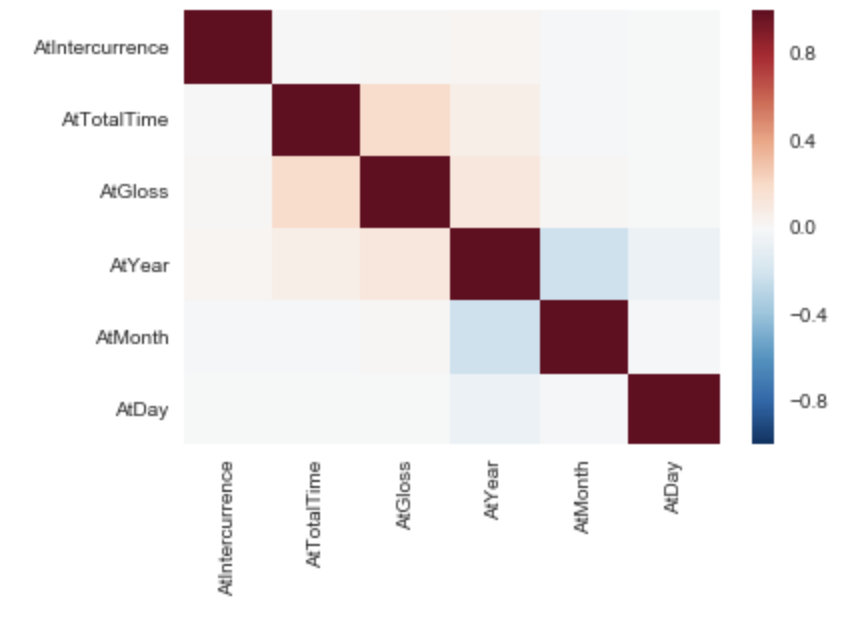 AtIntercurrence
AtTotalTime
AtGloss
AtYear
AtMonth
AtDay
0.8
0.4
0.0
−0.4
−0.8
AtIntercurrence
AtTotalTime
AtGloss
AtYear
AtMonth
AtDay